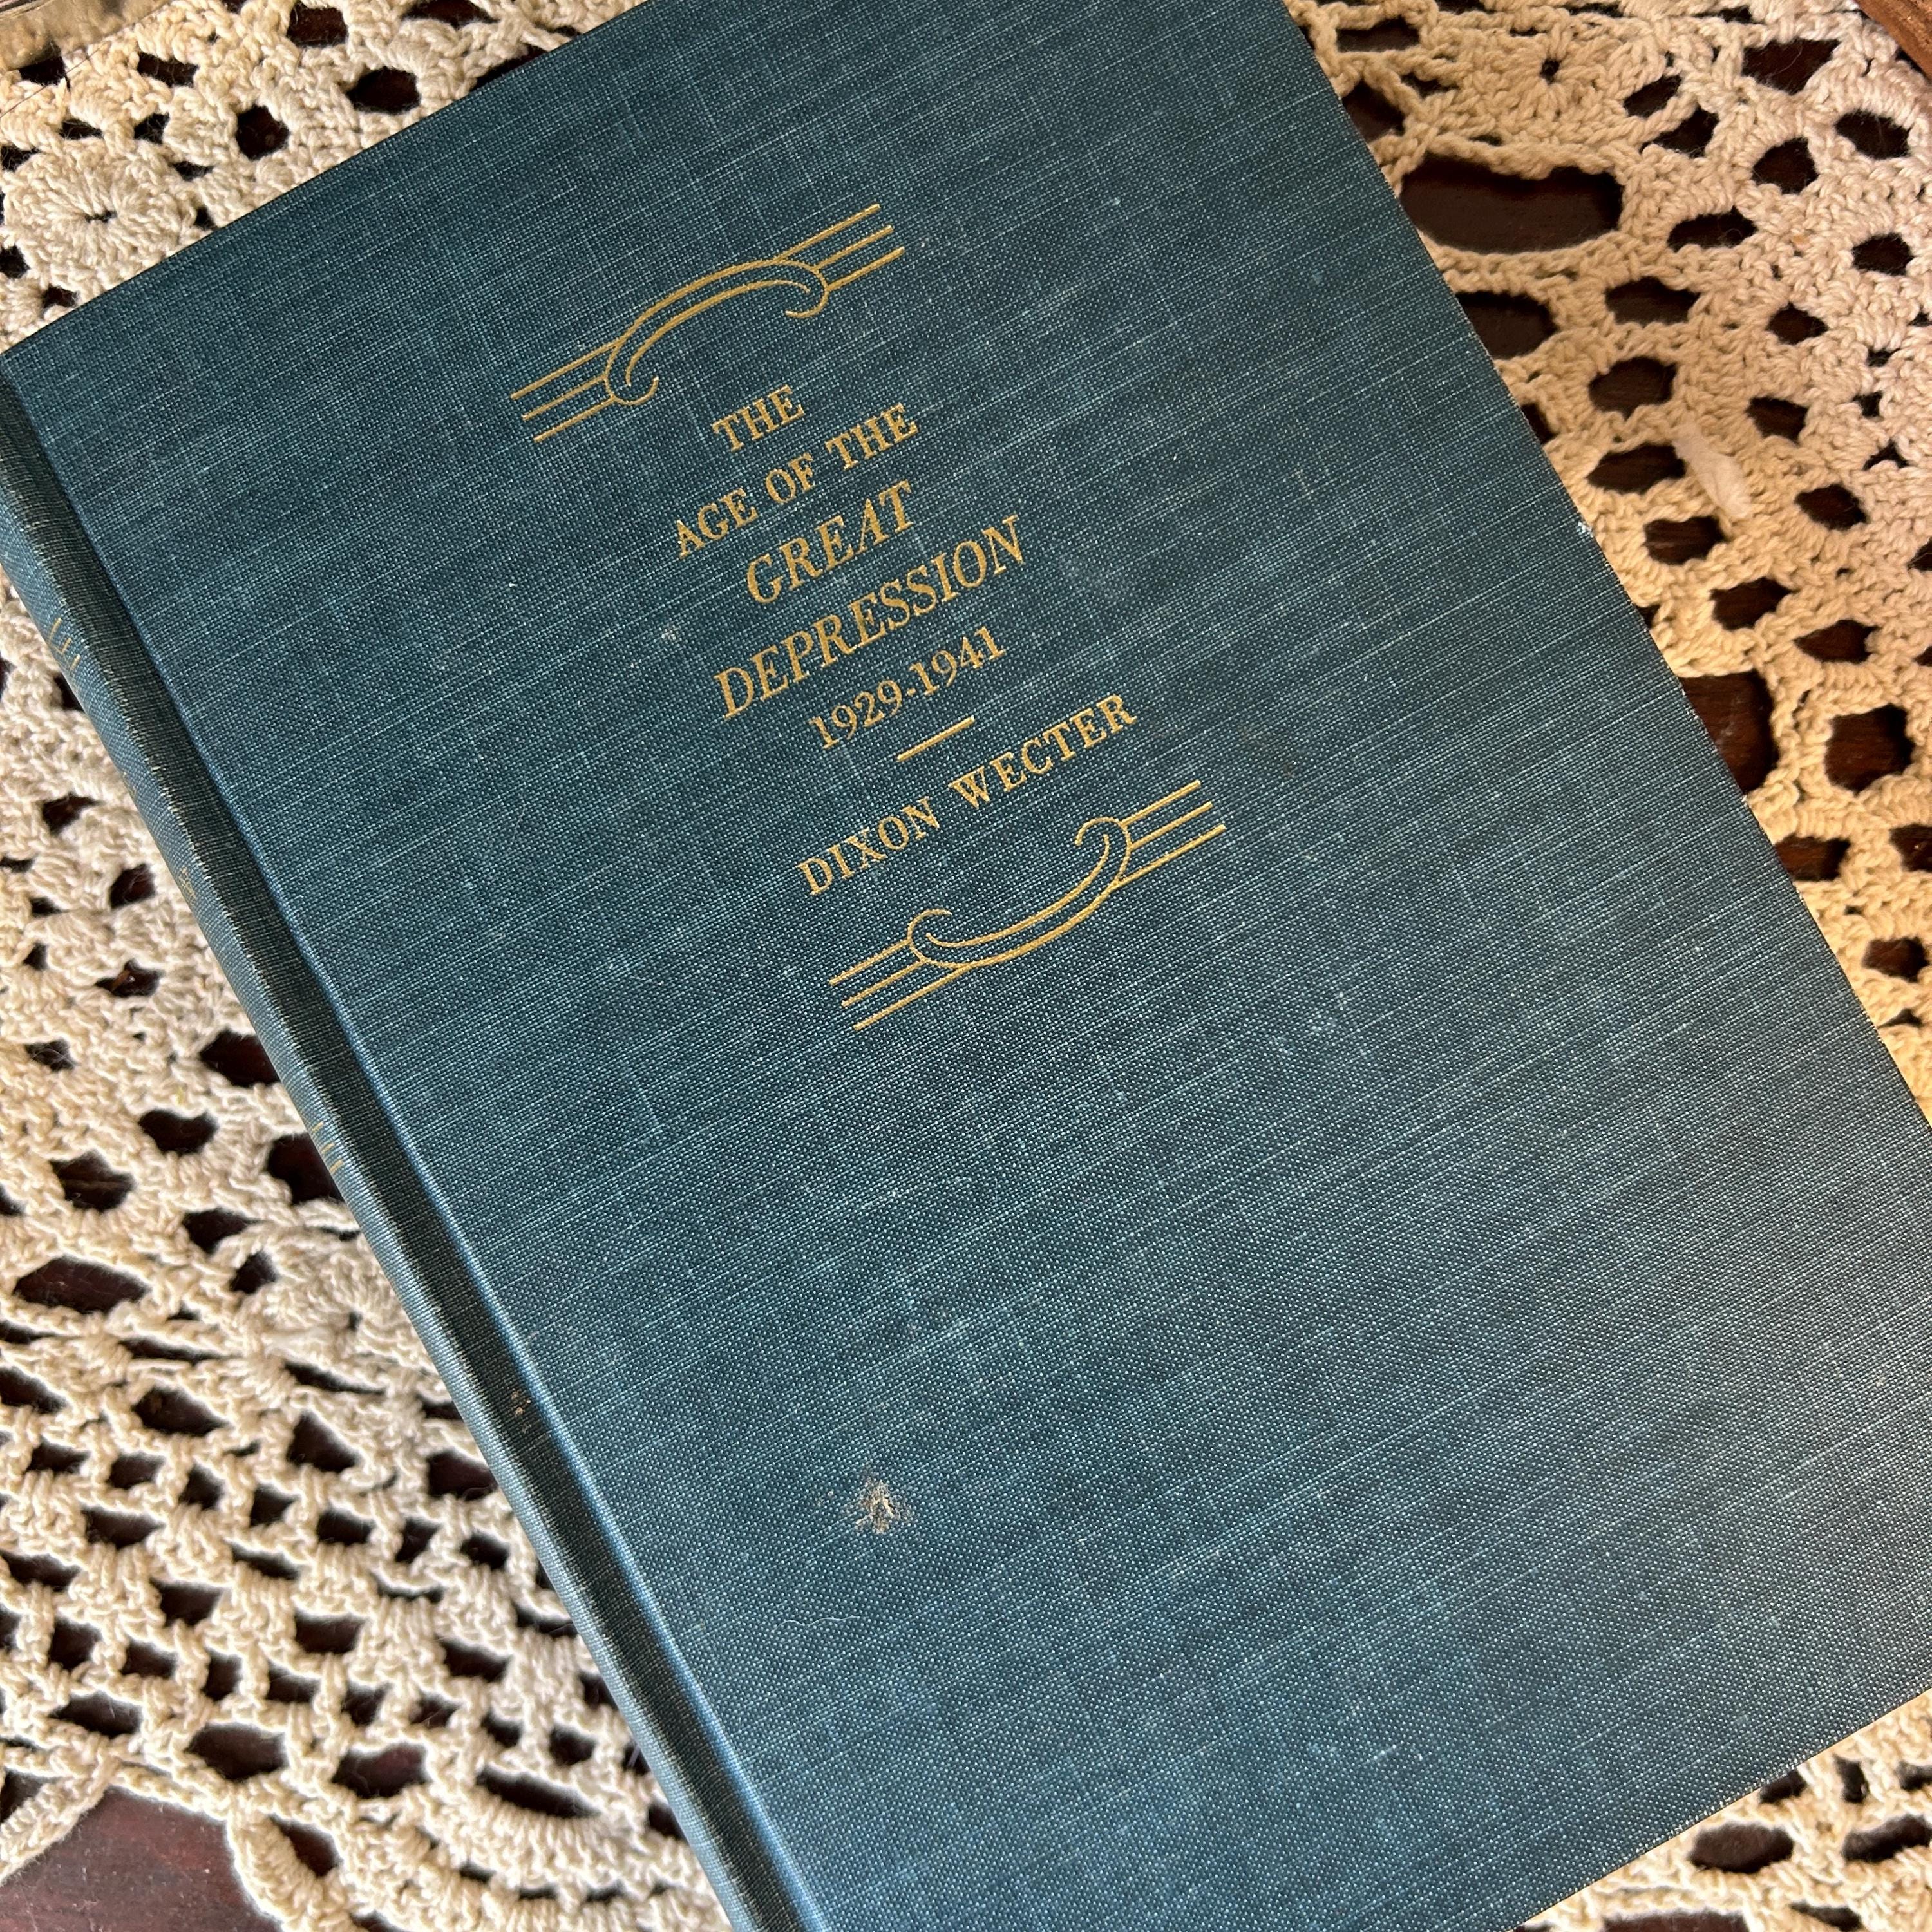 THE
AGE OF THE
GREAT
DEPRESSION
1929-1941
DIXON WECTER